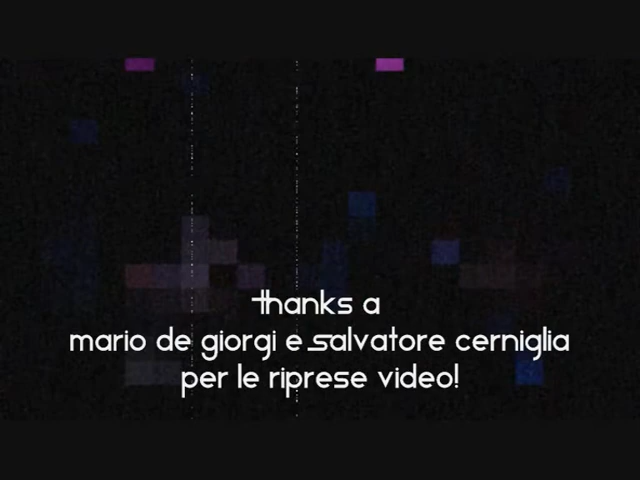 thanks a
mario de giorgi e salvatore cerniglia
per le riprese video!